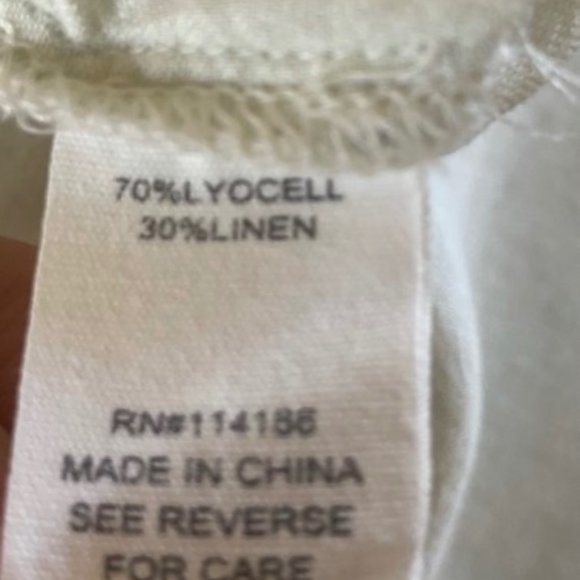 70%LYOCELL
30%LINEN
RN#114186
MADE IN CHINA
SEE REVERSE
FOR CARE